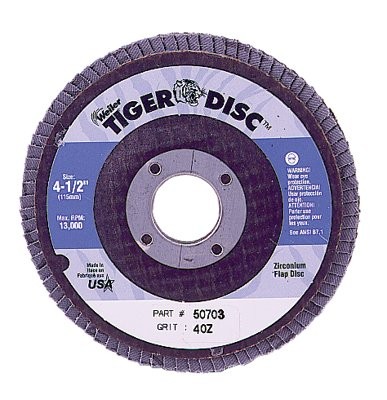 Weiler
TIGER DISC™
Size:
4-1/2"
(115mm)
Max. RPM:
13,000
WARNING!
Wear eye
protection.
ADVERTENCIA!
Usar proteccion
de ojo.
ATTENTION!
Porter une
protection pour
les yeux.
See ANSI B7.1
Made in
Hace en
Fabriqué aux
USA
Zirconium
Flap Disc
PART # 50703
GRIT : 40Z